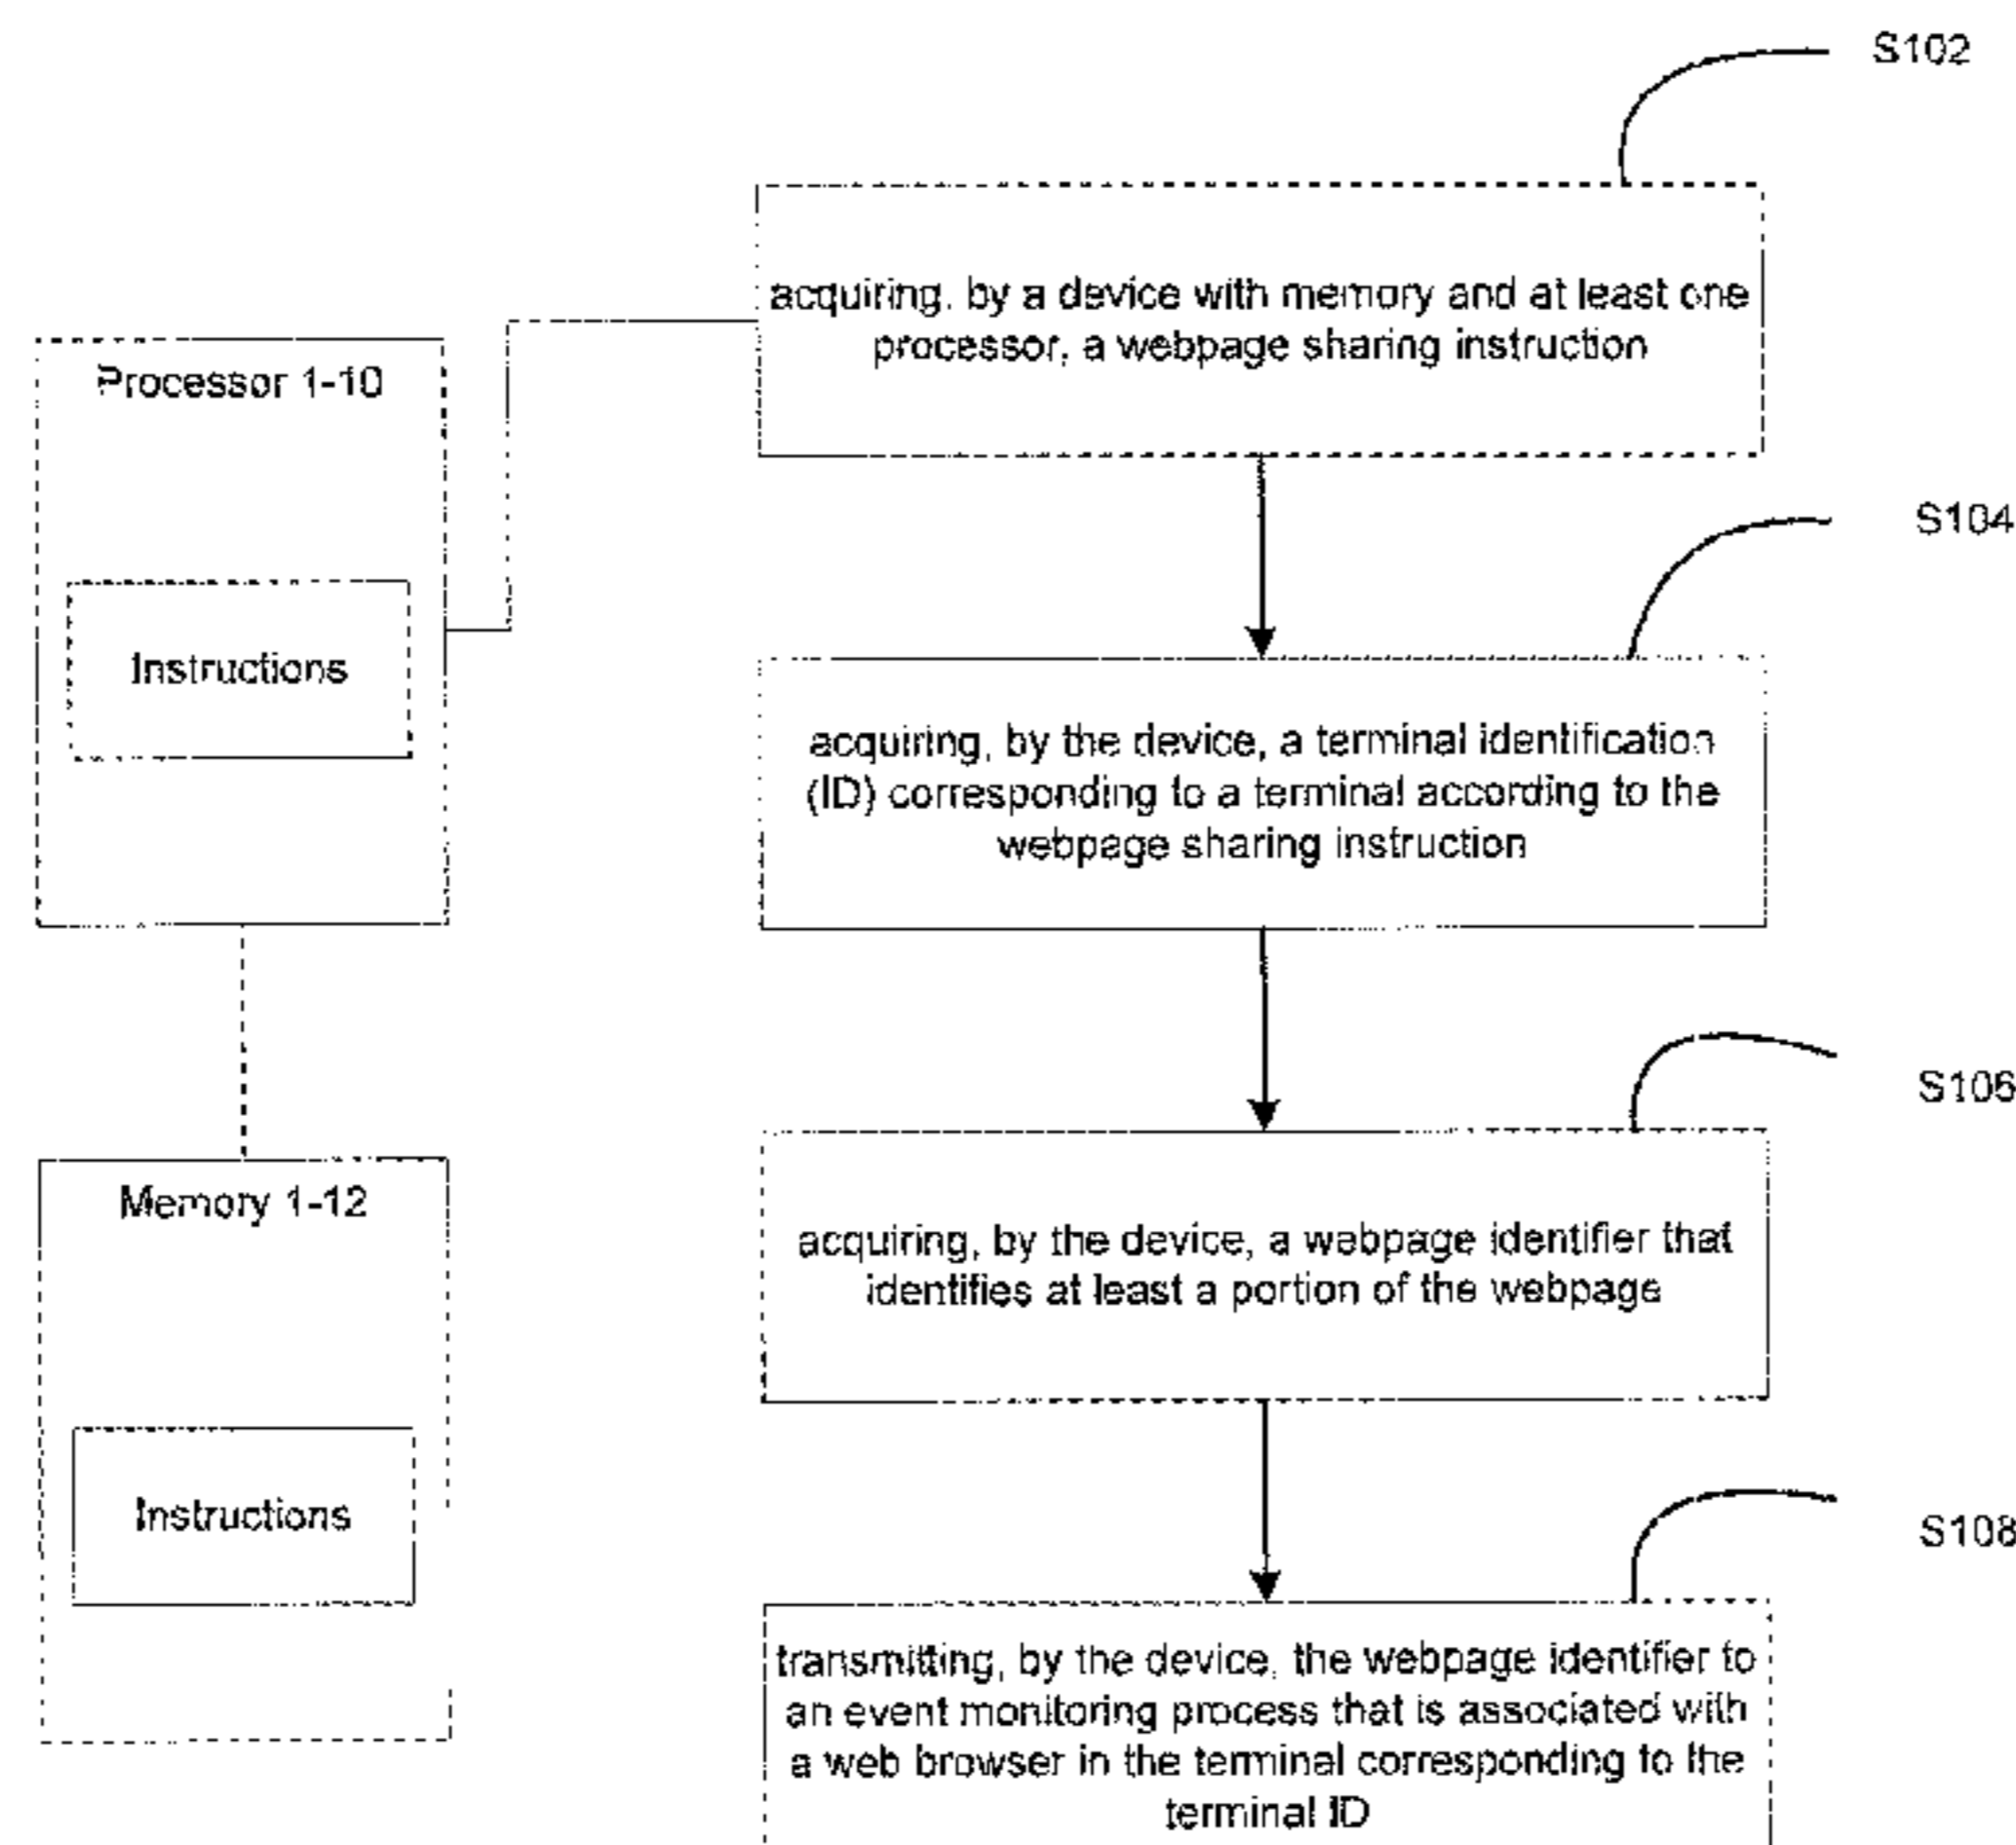 S102
acquiring, by a device with memory and at least one
processor, a webpage sharing instruction
Processor 1-10
Instructions
S104
acquiring, by the device, a terminal identification
(ID) corresponding to a terminal according to the
webpage sharing instruction
S106
Memory 1-12
acquiring, by the device, a webpage identifier that
identifies at least a portion of the webpage
Instructions
S108
transmitting, by the device, the webpage identifier to
an event monitoring process that is associated with
a web browser in the terminal corresponding to the
terminal ID